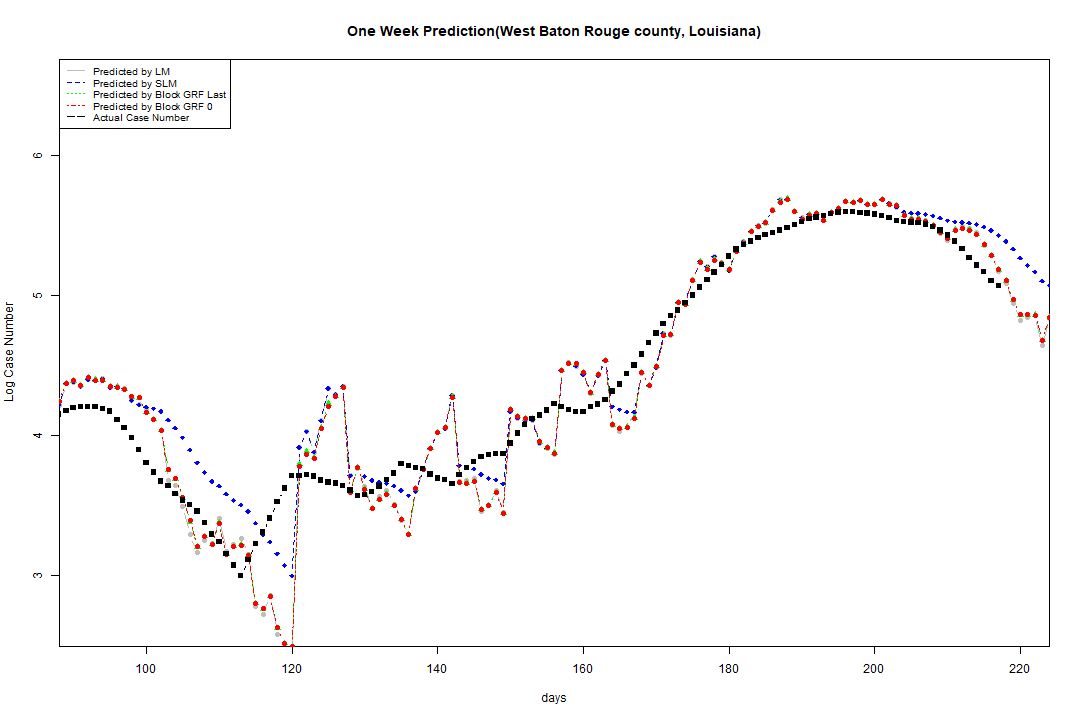 One Week Prediction(West Baton Rouge county, Louisiana)
Predicted by LM
Predicted by SLM
Predicted by Block GRF Last
Predicted by Block GRF 0
Actual Case Number
6
5
4
3
Log Case Number
100 120 140 160 180 200 220
days